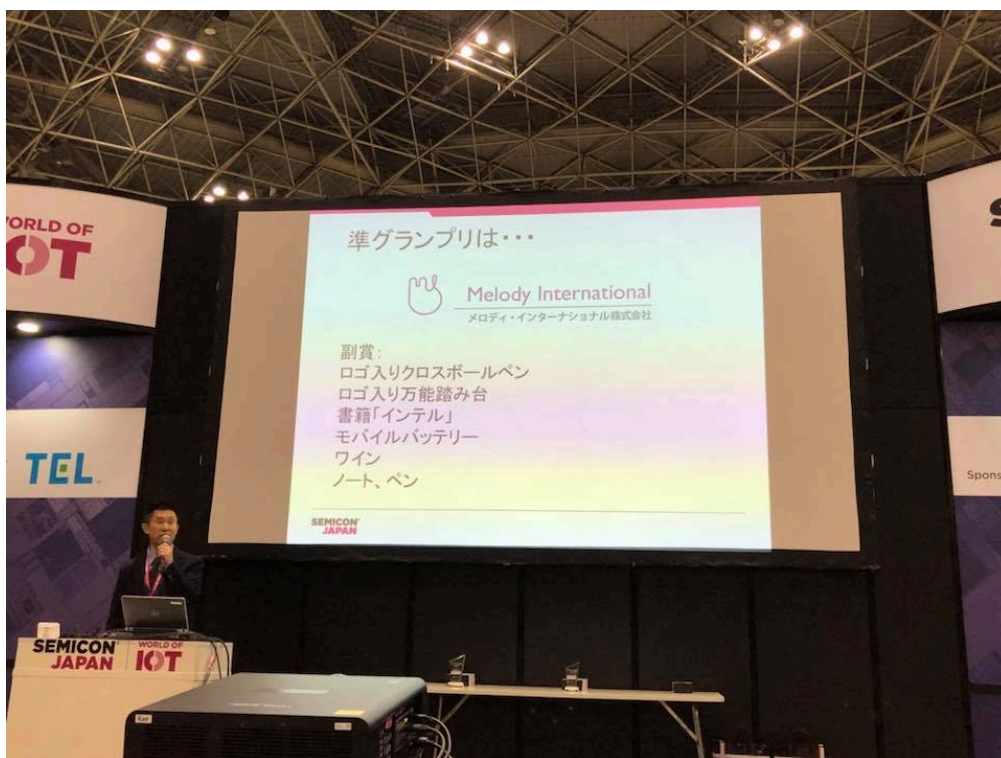 WORLD OF
IOT
準グランプリは・・・
Melody International
メロディ・インターナショナル株式会社
副賞：
ロゴ入りクロスボールペン
ロゴ入り万能踏み台
書籍「インテル」
モバイルバッテリー
ワイン
ノート、ペン
SEMICON
JAPAN
TEL
Spons
SEMICON
JAPAN
WORLD OF
IOT